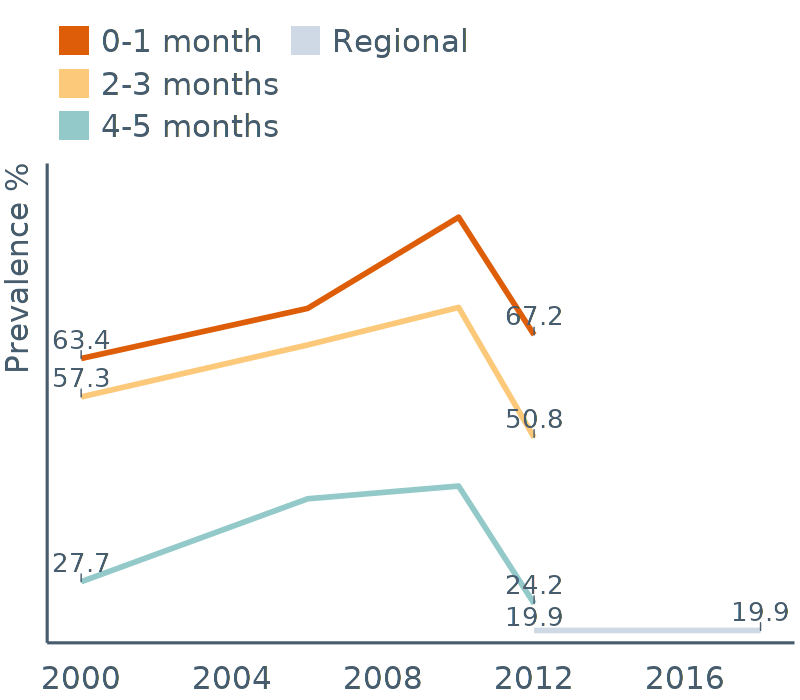 0-1 month
Regional
2-3 months
4-5 months
Prevalence %
67.2
63.4
57.3
50.8
27.7
24.2
19.9
19.9
2000
2004
2008
2012
2016